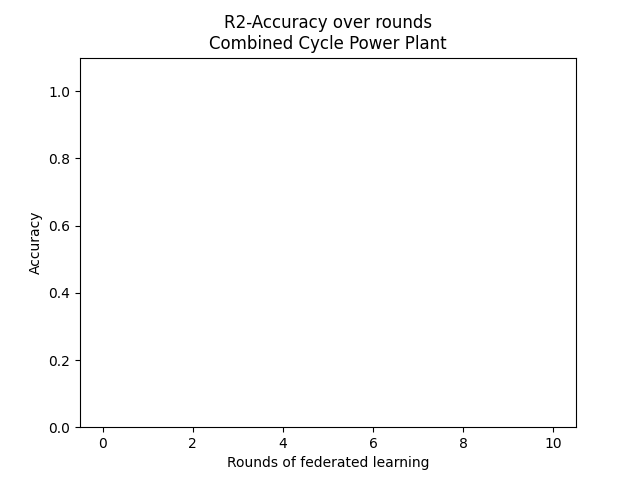 R2-Accuracy over rounds
Combined Cycle Power Plant
1.0
0.8
0.6
0.4
0.2
0.0
Accuracy
0 2 4 6 8 10
Rounds of federated learning